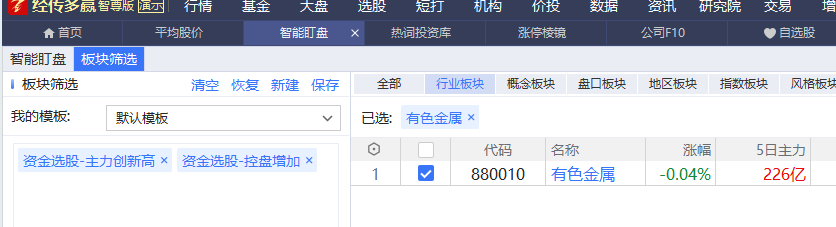 经传多赢 智尊版 演示 行情 基金 大盘 选股 短打 机构 价投 数据 资讯 研究院 交易
首页 平均股价 智能盯盘 × 热词投资库 涨停棱镜 公司F10 自选股
智能盯盘 板块筛选
板块筛选 清空 恢复 新建 保存 全部 行业板块 概念板块 盘口板块 地区板块 指数板块 风格板块
我的模板: 默认模板 已选: 有色金属 ×
代码 名称 涨幅 5日主力
资金选股-主力创新高 × 资金选股-控盘增加 × 1 880010 有色金属 -0.04% 226亿